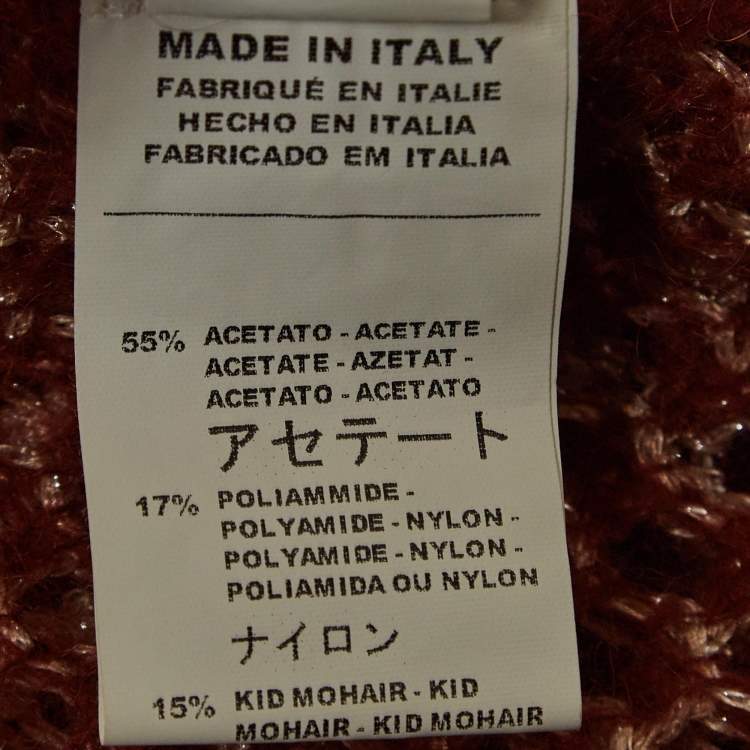 MADE IN ITALY
FABRIQUÉ EN ITALIE
HECHO EN ITALIA
FABRICADO EM ITALIA
55% ACETATO - ACETATE -
ACETATE - AZETAT -
ACETATO - ACETATO
アセテート
17% POLIAMMIDE -
POLYAMIDE - NYLON -
POLYAMIDE - NYLON -
POLIAMIDA OU NYLON
ナイロン
15% KID MOHAIR - KID
MOHAIR - KID MOHAIR